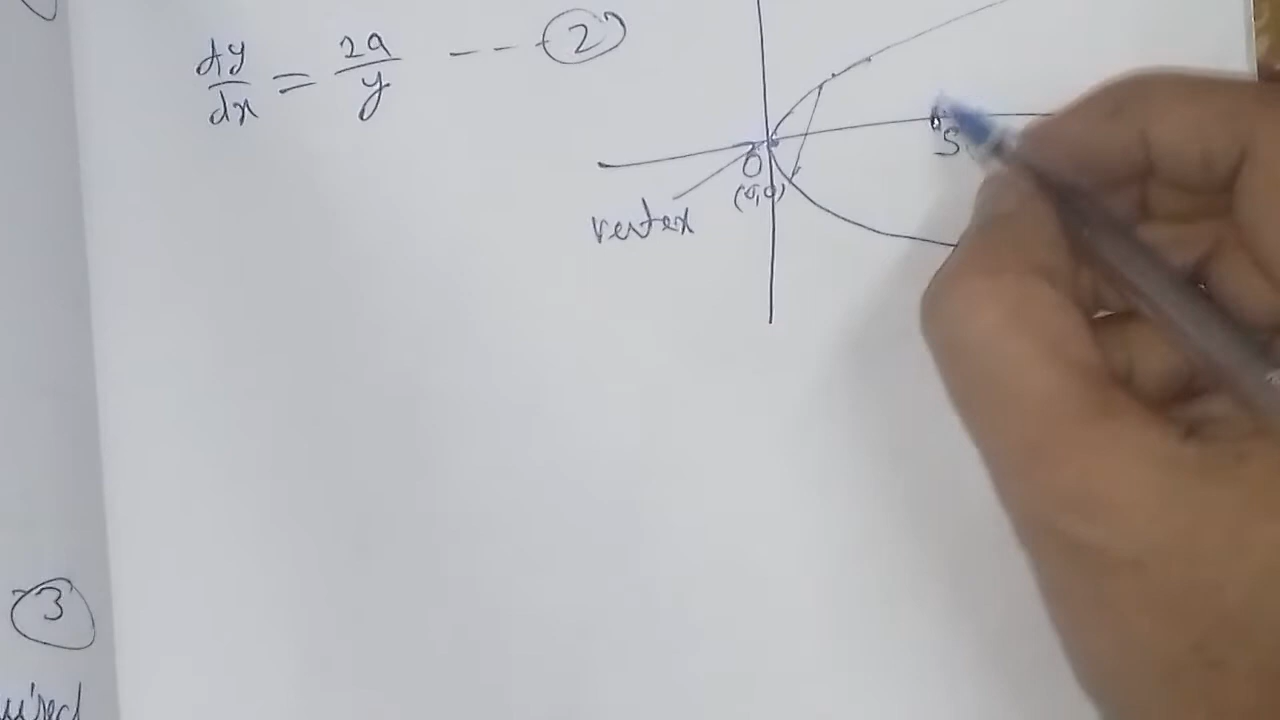 dy/dx = 2a/y --- 2
S
O
(0,0)
vertex
3